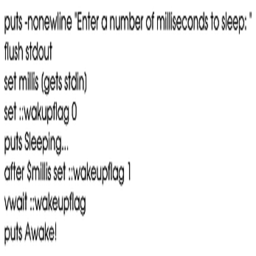 puts -nonewline "Enter a number of milliseconds to sleep: "
flush stdout
set millis (gets stdin)
set ::wakupflag 0
puts Sleeping...
after $millis set ::wakeupflag 1
vwait ::wakeupflag
puts Awake!